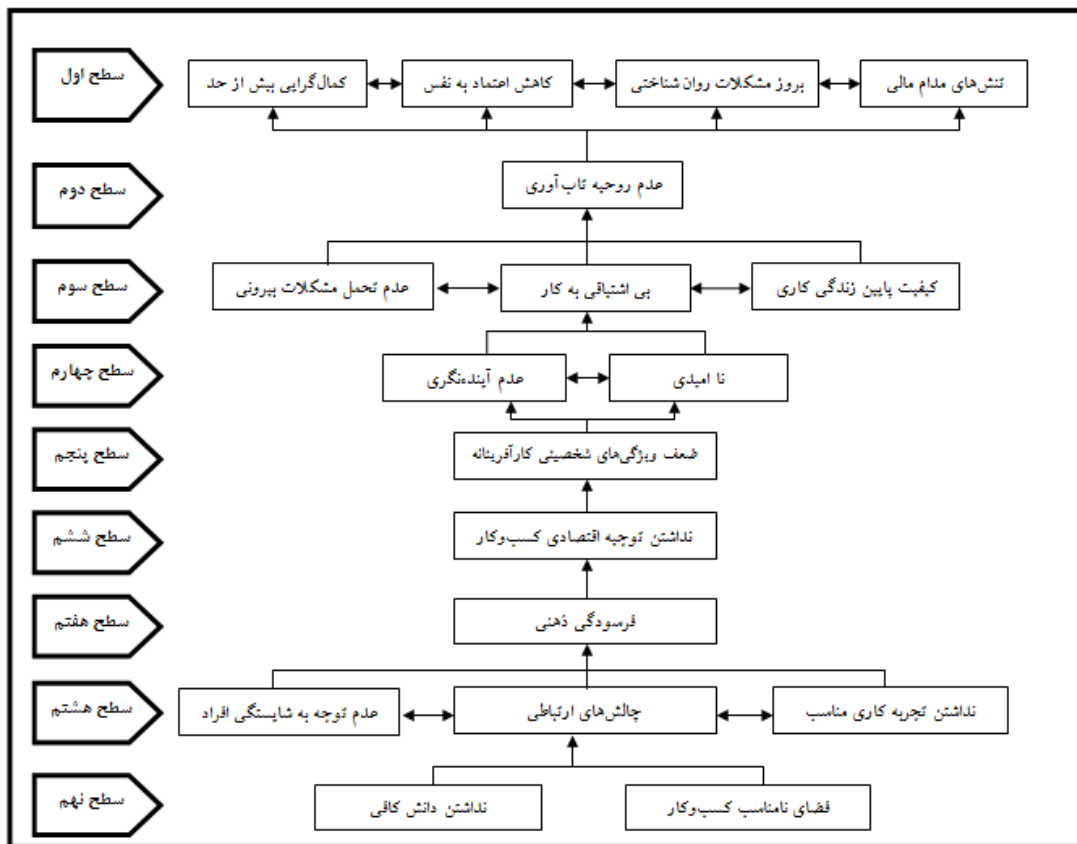 سطح اول
تنش‌های مدام مالی
بروز مشکلات روان شناختی
کاهش اعتماد به نفس
کمال‌گرایی بیش از حد
سطح دوم
عدم روحیه تاب آوری
سطح سوم
کیفیت پایین زندگی کاری
بی اشتیاقی به کار
عدم تحمل مشکلات بیرونی
سطح چهارم
نا امیدی
عدم آینده‌نگری
سطح پنجم
ضعف ویژگی‌های شخصیتی کارآفرینانه
سطح ششم
نداشتن توجیه اقتصادی کسب‌وکار
سطح هفتم
فرسودگی ذهنی
سطح هشتم
نداشتن تجربه کاری مناسب
چالش‌های ارتباطی
عدم توجه به شایستگی افراد
سطح نهم
فضای نامناسب کسب‌وکار
نداشتن دانش کافی